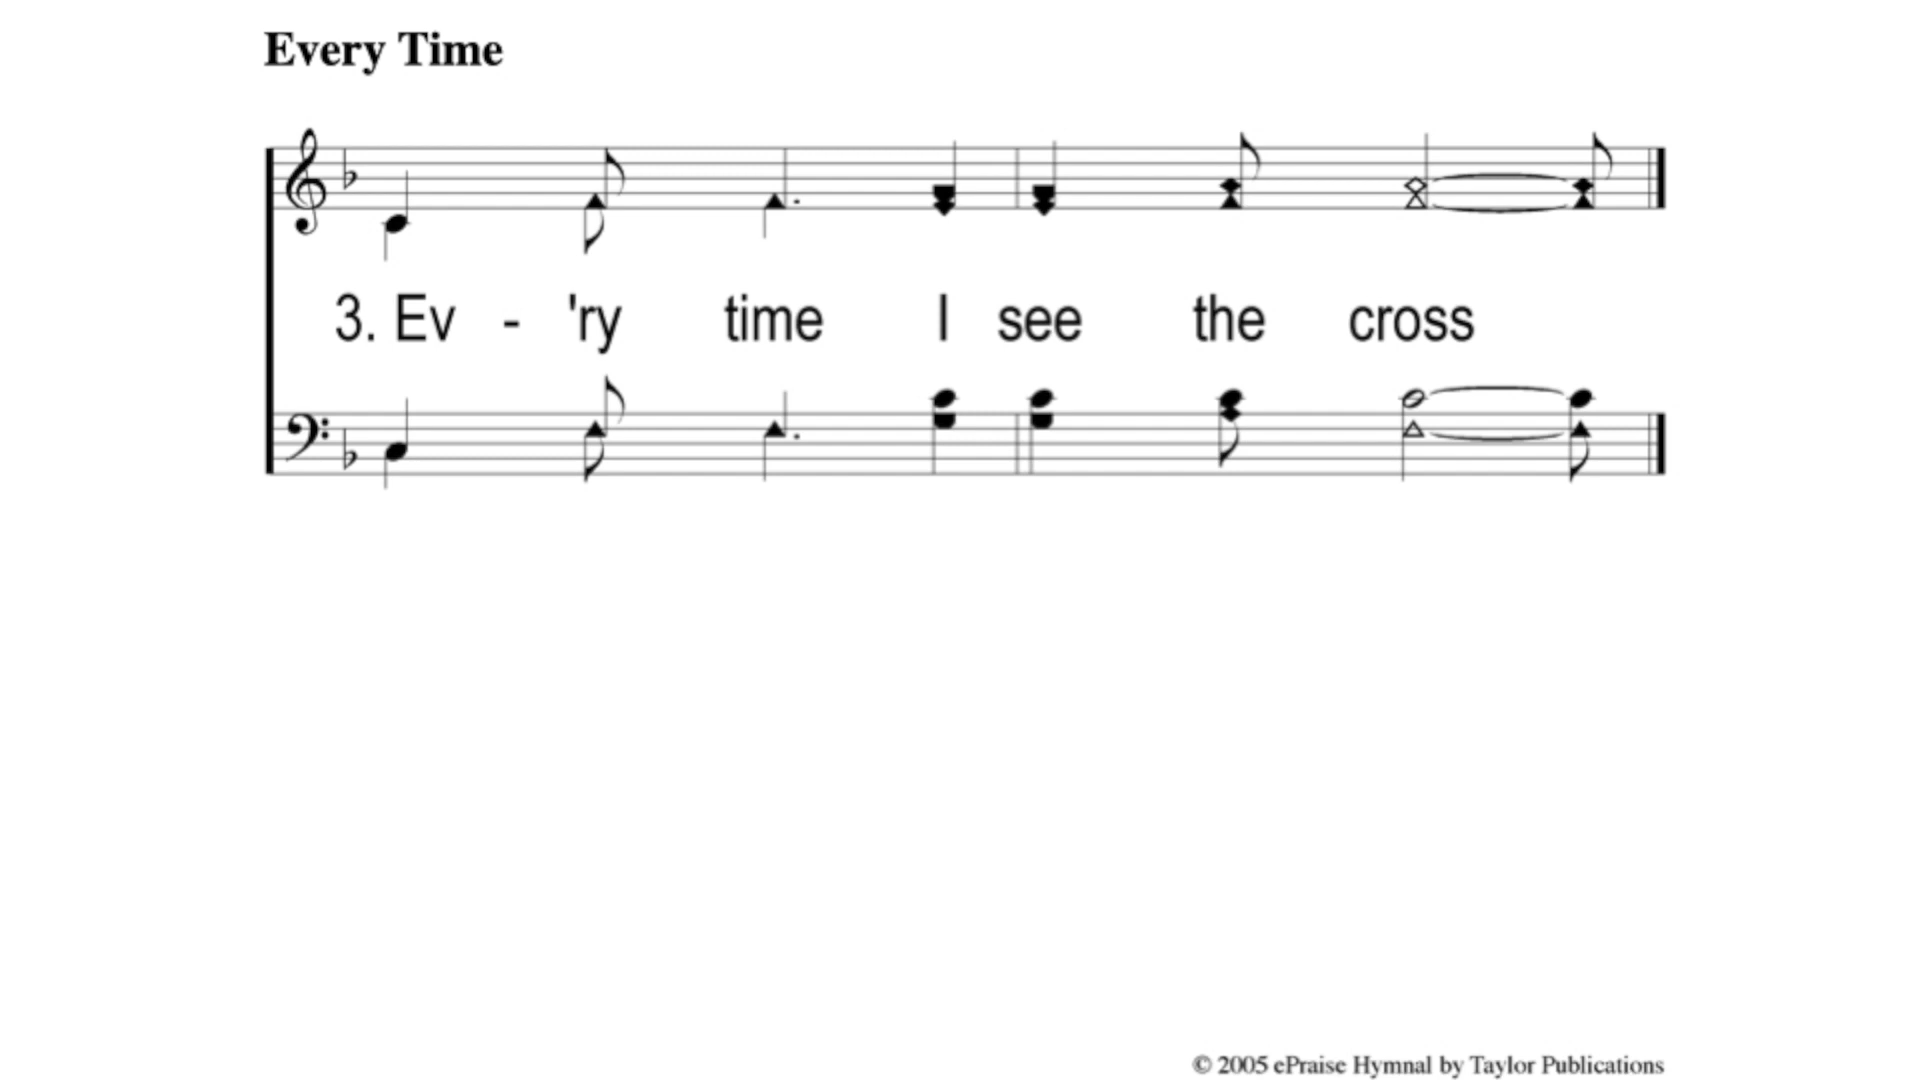 Every Time
3. Ev - 'ry time I see the cross
© 2005 ePraise Hymnal by Taylor Publications